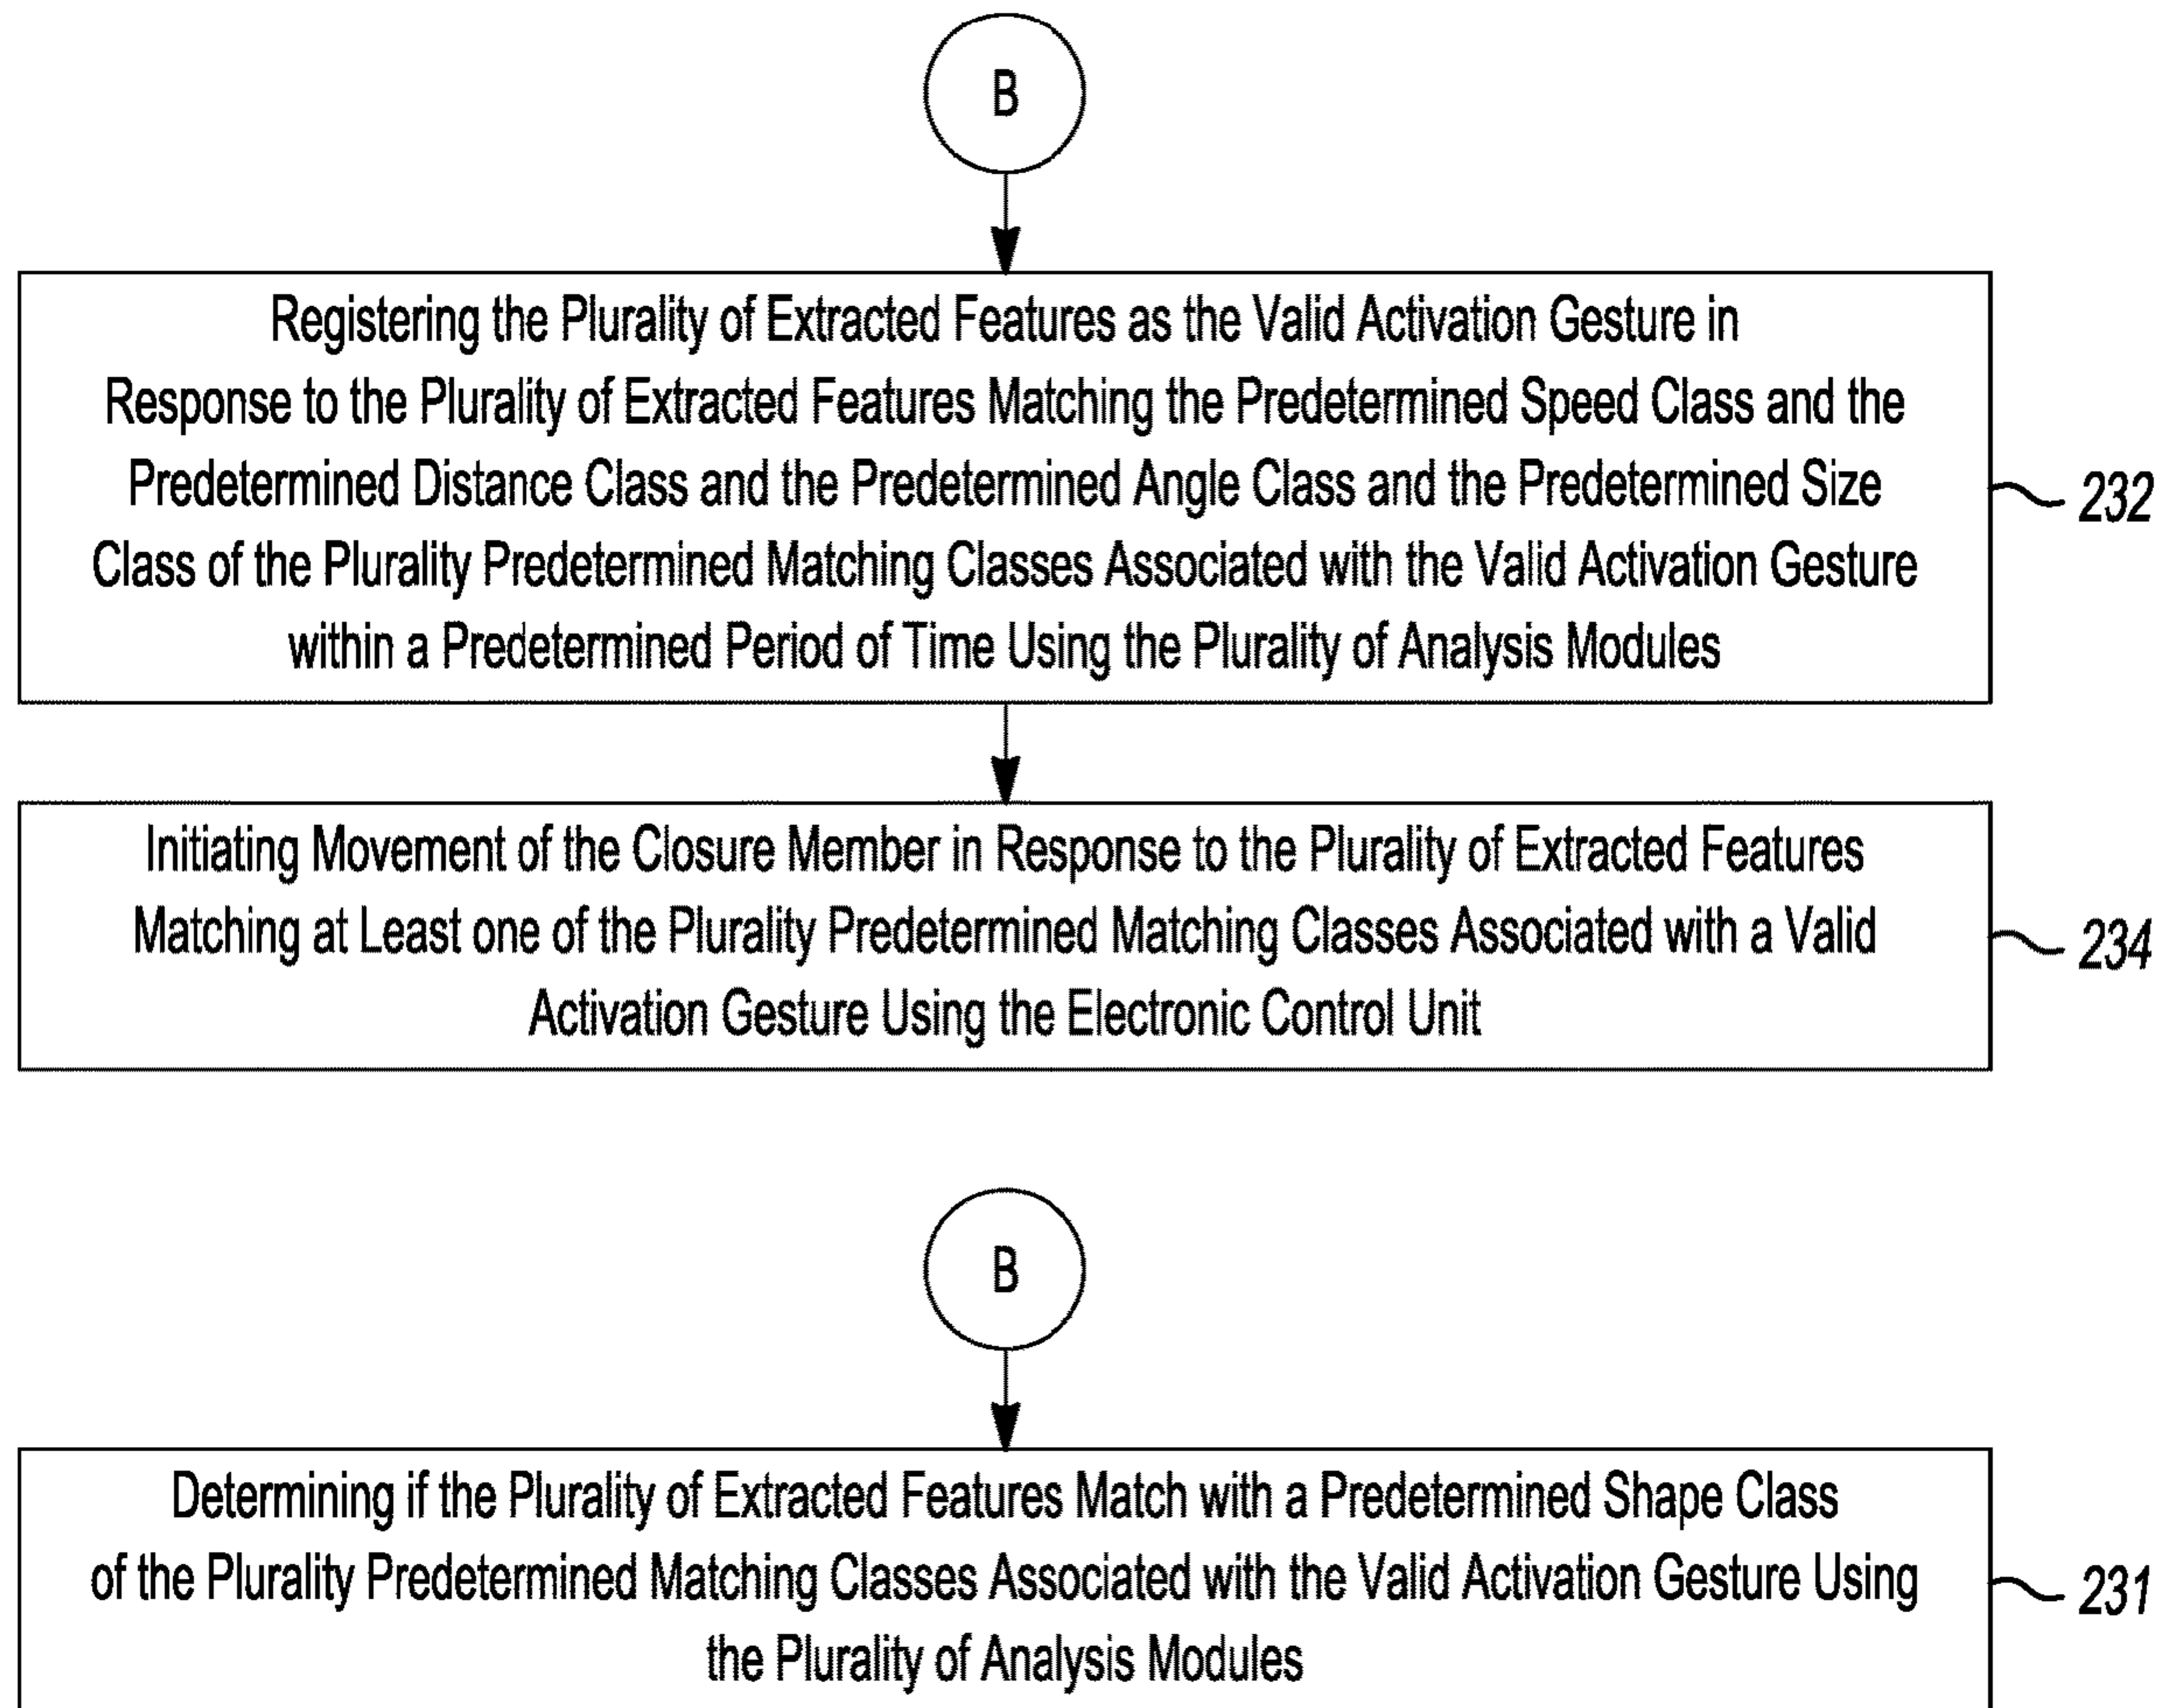 B
Registering the Plurality of Extracted Features as the Valid Activation Gesture in
Response to the Plurality of Extracted Features Matching the Predetermined Speed Class and the
Predetermined Distance Class and the Predetermined Angle Class and the Predetermined Size
Class of the Plurality Predetermined Matching Classes Associated with the Valid Activation Gesture
within a Predetermined Period of Time Using the Plurality of Analysis Modules
232
Initiating Movement of the Closure Member in Response to the Plurality of Extracted Features
Matching at Least one of the Plurality Predetermined Matching Classes Associated with a Valid
Activation Gesture Using the Electronic Control Unit
234
B
Determining if the Plurality of Extracted Features Match with a Predetermined Shape Class
of the Plurality Predetermined Matching Classes Associated with the Valid Activation Gesture Using
the Plurality of Analysis Modules
231